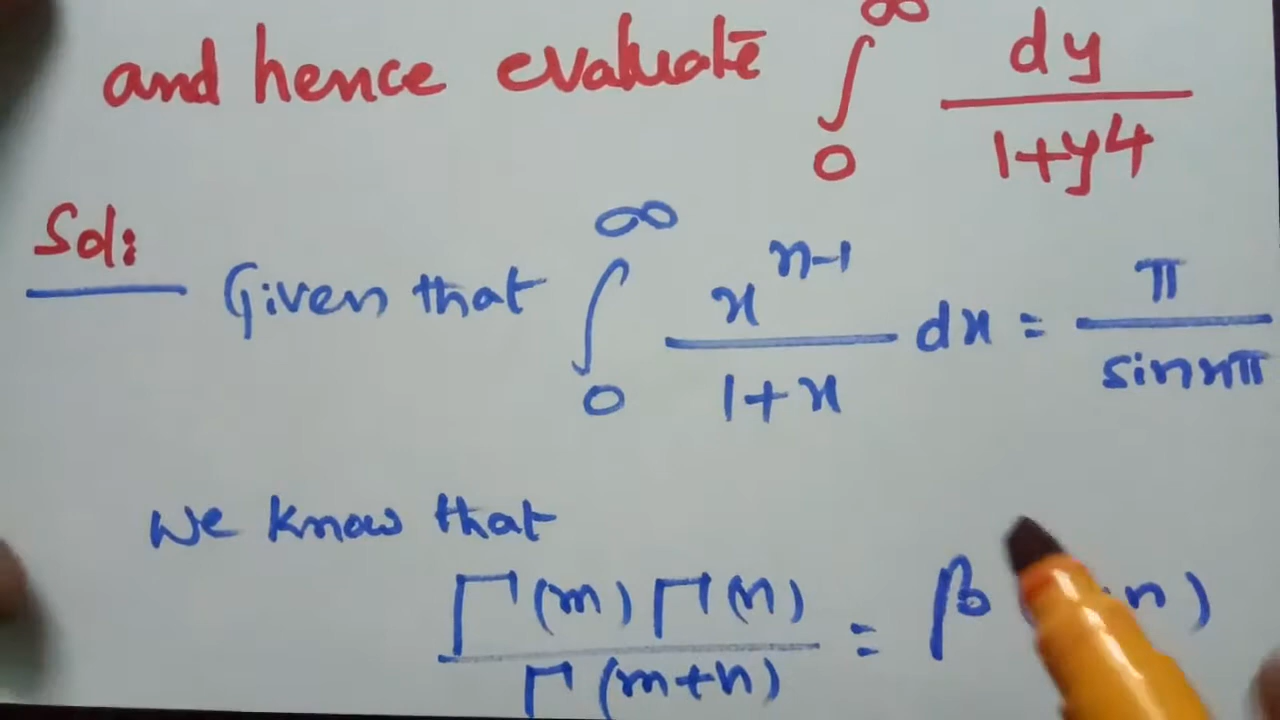 and hence evaluate ∫₀^∞ dy / 1+y4
Sol: Given that ∫₀^∞ x^(n-1) / 1+x dx = π / sin nπ
We know that
Γ(m) Γ(n) / Γ(m+n) = β ( n)